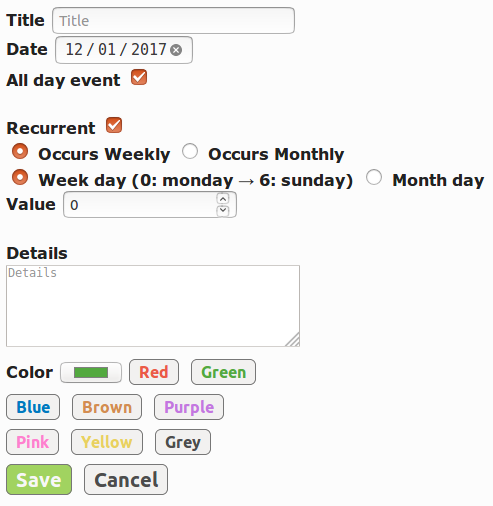 Title Title
Date 12/01/2017
All day event
Recurrent
Occurs Weekly Occurs Monthly
Week day (0: monday → 6: sunday) Month day
Value 0
Details
Details
Color Red Green
Blue Brown Purple
Pink Yellow Grey
Save Cancel